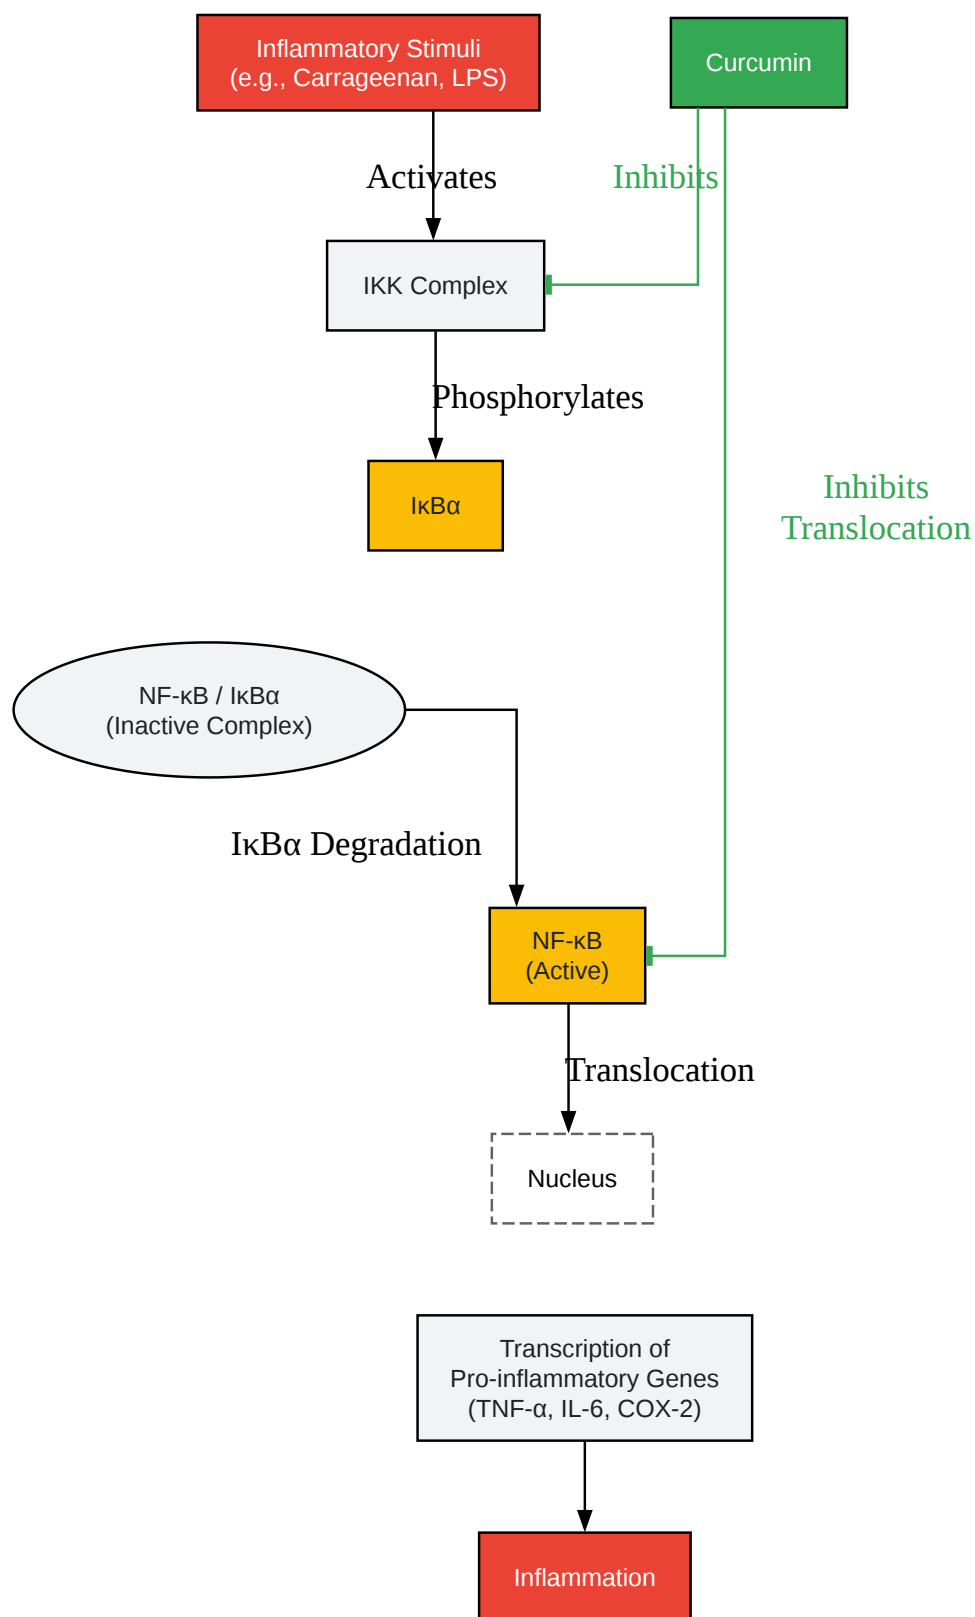 Inflammatory Stimuli
(e.g., Carrageenan, LPS)
Curcumin
Activates
Inhibits
IKK Complex
Phosphorylates
IκBα
Inhibits
Translocation
NF-κB / IκBα
(Inactive Complex)
IκBα Degradation
NF-κB
(Active)
Translocation
Nucleus
Transcription of
Pro-inflammatory Genes
(TNF-α, IL-6, COX-2)
Inflammation